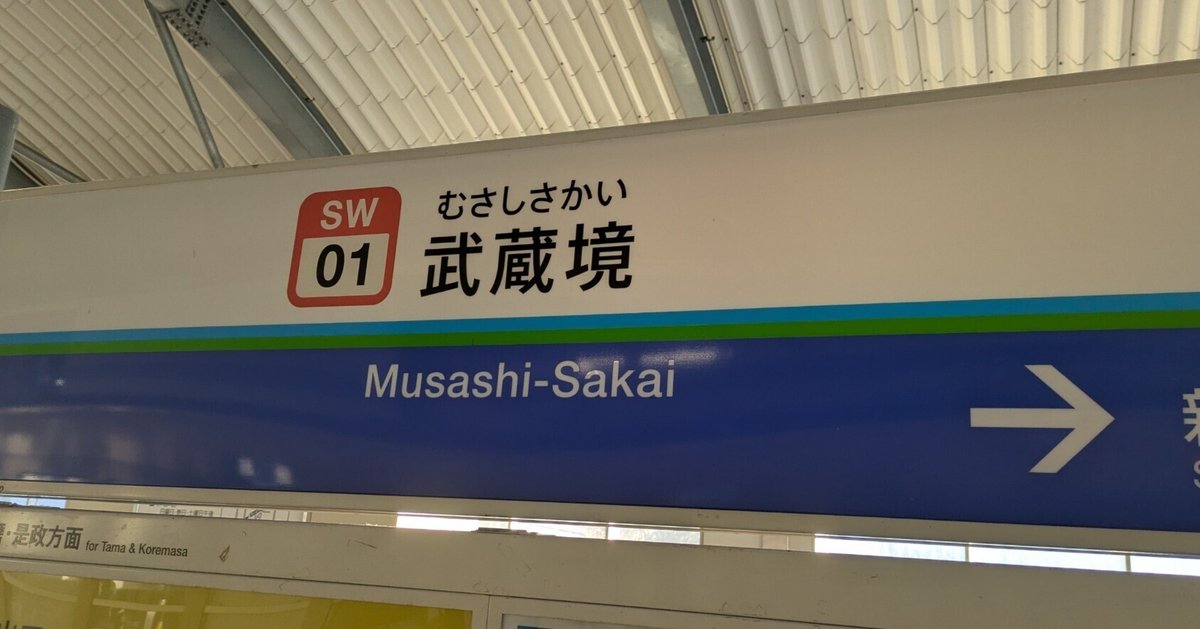 SW
01
むさしさかい
武蔵境
Musashi-Sakai
→
新
S
・是政方面 for Tama & Koremasa